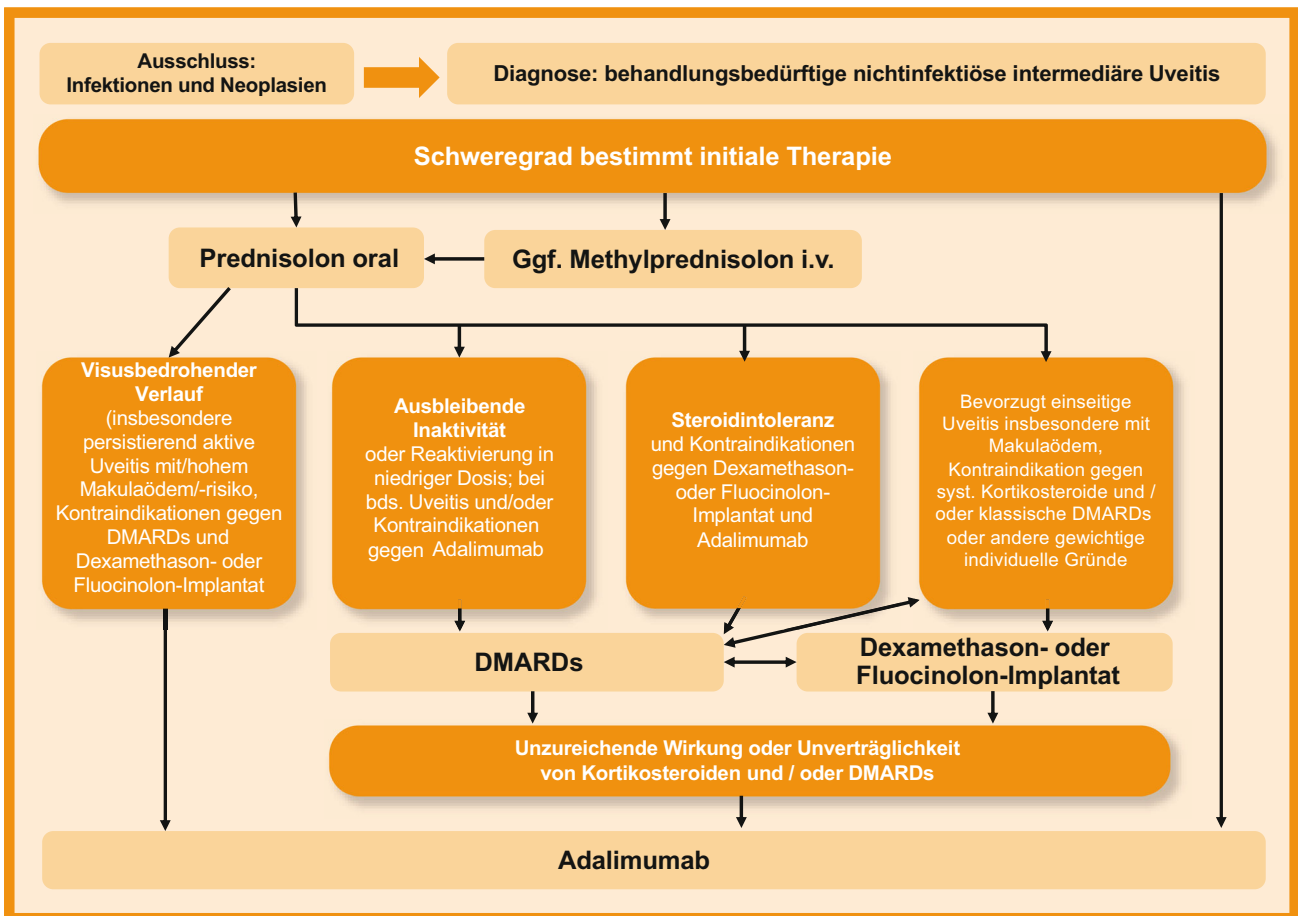 Ausschluss:
Infektionen und Neoplasien
Diagnose: behandlungsbedürftige nichtinfektiöse intermediäre Uveitis
Schweregrad bestimmt initiale Therapie
Prednisolon oral
Ggf. Methylprednisolon i.v.
Visusbedrohender
Verlauf
(insbesondere
persistierend aktive
Uveitis mit/hohem
Makulaödem/-risiko,
Kontraindikationen gegen
DMARDs und
Dexamethason- oder
Fluocinolon-Implantat
Ausbleibende
Inaktivität
oder Reaktivierung in
niedriger Dosis; bei
bds. Uveitis und/oder
Kontraindikationen
gegen Adalimumab
Steroidintoleranz
und Kontraindikationen
gegen Dexamethason-
oder Fluocinolon-
Implantat und
Adalimumab
Bevorzugt einseitige
Uveitis insbesondere mit
Makulaödem,
Kontraindikation gegen
syst. Kortikosteroide und /
oder klassische DMARDs
oder andere gewichtige
individuelle Gründe
DMARDs
Dexamethason- oder
Fluocinolon-Implantat
Unzureichende Wirkung oder Unverträglichkeit
von Kortikosteroiden und / oder DMARDs
Adalimumab